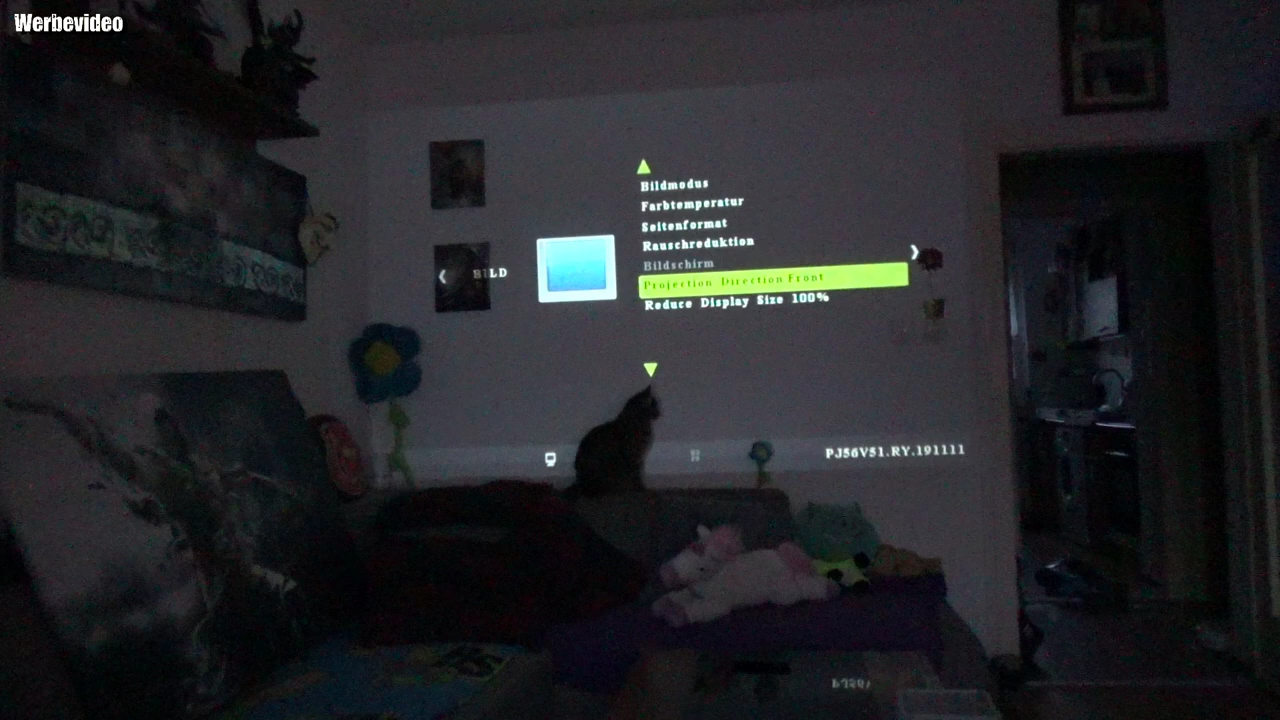 Werbevideo
Bildmodus
Farbtemperatur
Seitenformat
Rauschreduktion
Bildschirm
BILD
Projection Direction Front
Reduce Display Size 100%
PJ56V51.RY.191111